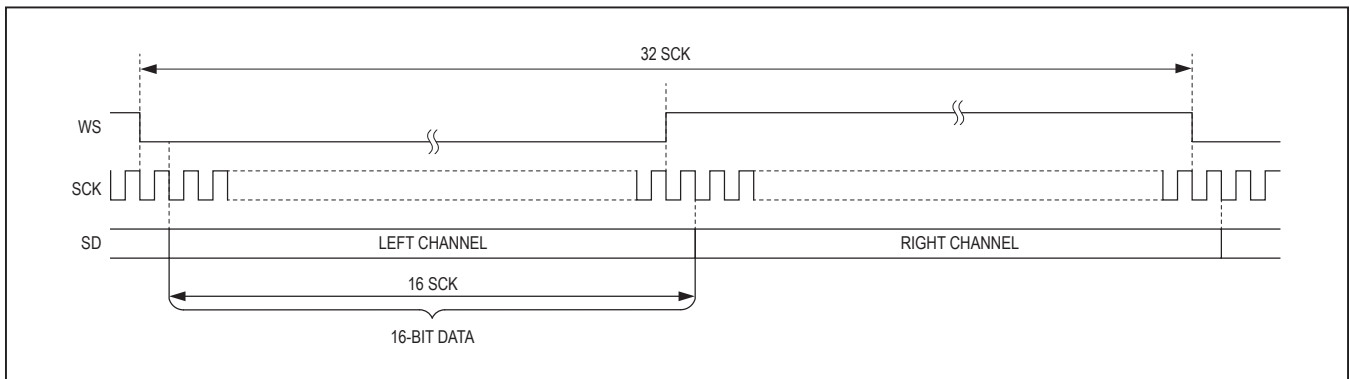 32 SCK
WS
SCK
SD
LEFT CHANNEL
RIGHT CHANNEL
16 SCK
16-BIT DATA